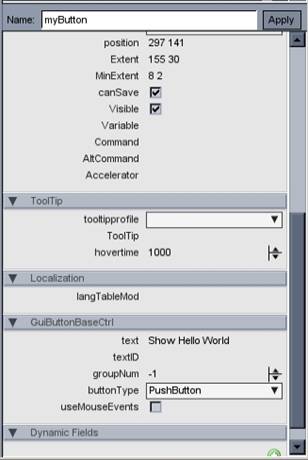 Name: myButton Apply
position 297 141
Extent 155 30
MinExtent 8 2
canSave
Visible
Variable
Command
AltCommand
Accelerator
ToolTip
tooltipprofile
ToolTip
hovertime 1000
Localization
langTableMod
GuiButtonBaseCtrl
text Show Hello World
textID
groupNum -1
buttonType PushButton
useMouseEvents
Dynamic Fields